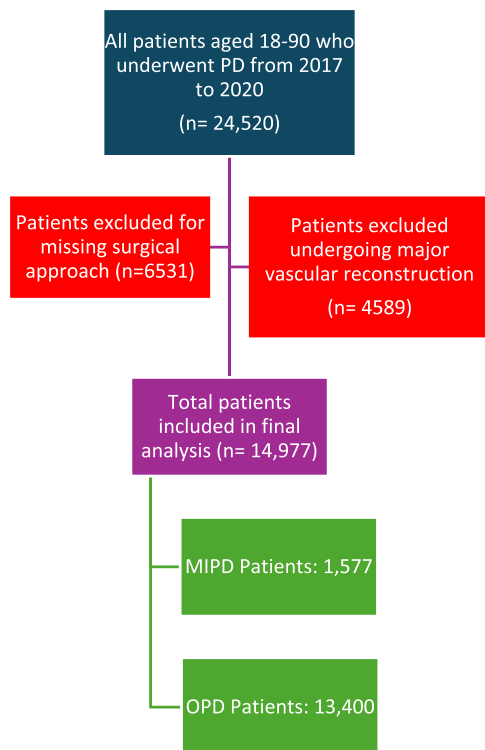 All patients aged 18-90 who
underwent PD from 2017
to 2020
(n= 24,520)
Patients excluded for
missing surgical
approach (n=6531)
Patients excluded
undergoing major
vascular reconstruction
(n= 4589)
Total patients
included in final
analysis (n= 14,977)
MIPD Patients: 1,577
OPD Patients: 13,400